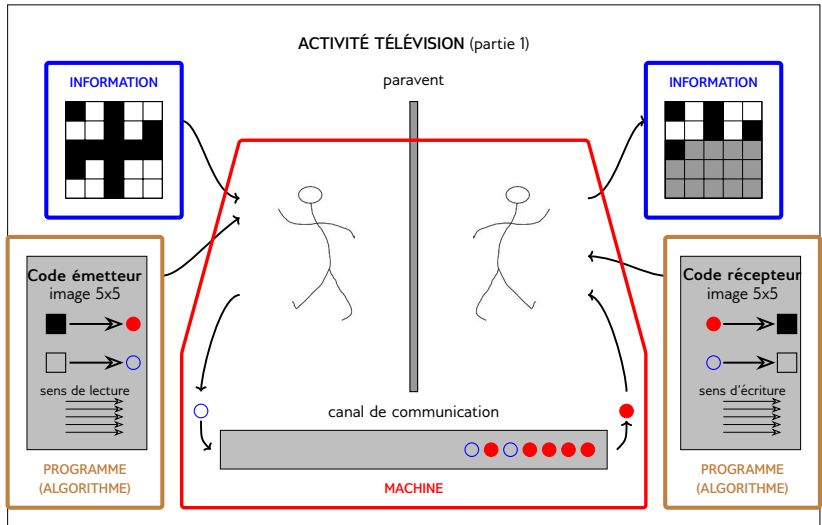 ACTIVITÉ TÉLÉVISION (partie 1)
INFORMATION
paravent
INFORMATION
Code émetteur
image 5x5
sens de lecture
PROGRAMME
(ALGORITHME)
canal de communication
MACHINE
Code récepteur
image 5x5
sens d'écriture
PROGRAMME
(ALGORITHME)